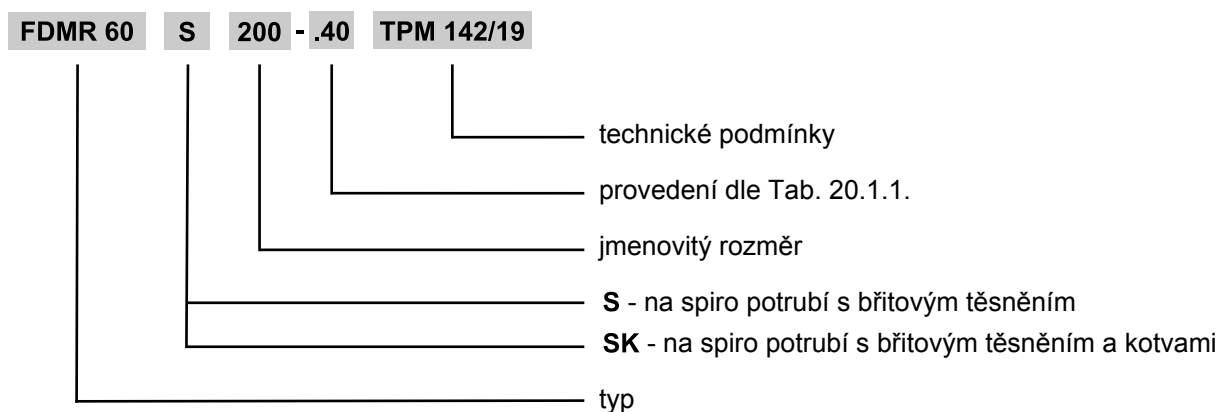 FDMR 60 S 200 - .40 TPM 142/19
technické podmínky
provedení dle Tab. 20.1.1.
jmenovitý rozměr
S - na spiro potrubí s břitovým těsněním
SK - na spiro potrubí s břitovým těsněním a kotvami
typ